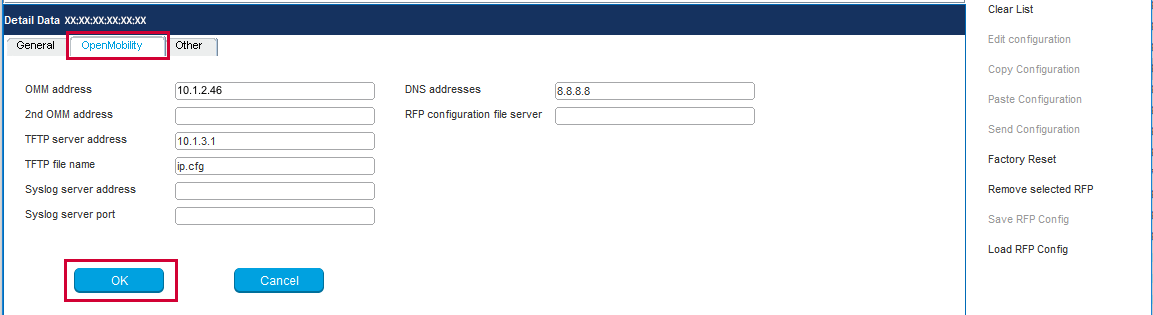 Detail Data XX:XX:XX:XX:XX:XX
General OpenMobility Other
OMM address 10.1.2.46 DNS addresses 8.8.8.8
2nd OMM address RFP configuration file server
TFTP server address 10.1.3.1
TFTP file name ip.cfg
Syslog server address
Syslog server port
OK Cancel
Clear List
Edit configuration
Copy Configuration
Paste Configuration
Send Configuration
Factory Reset
Remove selected RFP
Save RFP Config
Load RFP Config